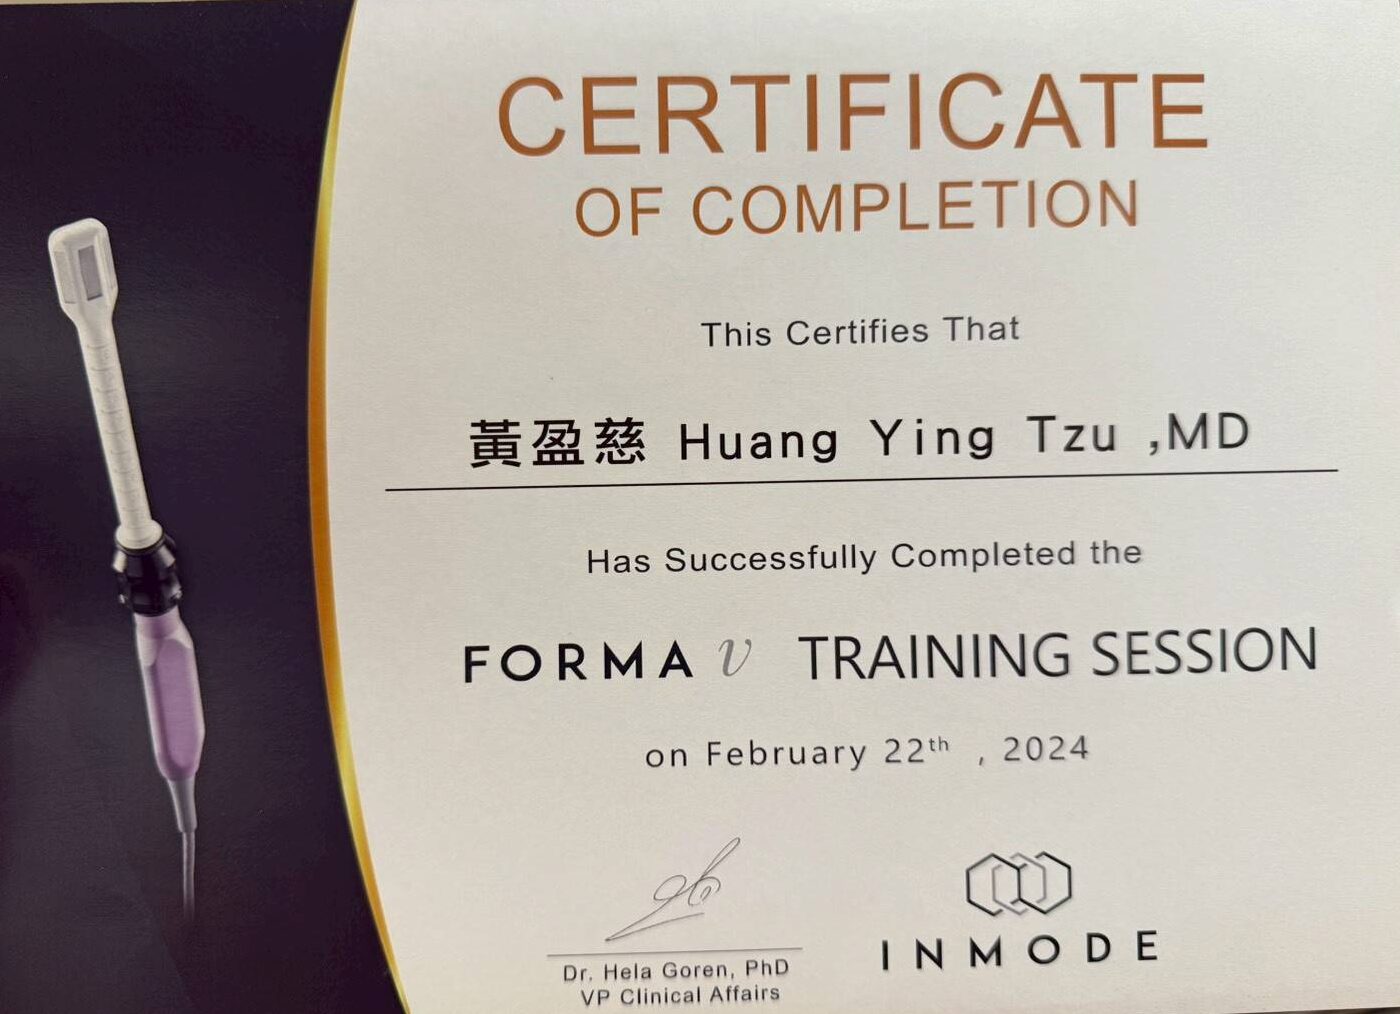 CERTIFICATE
OF COMPLETION
This Certifies That
黃盈慈 Huang Ying Tzu ,MD
Has Successfully Completed the
FORMA v TRAINING SESSION
on February 22th , 2024
Dr. Hela Goren, PhD
VP Clinical Affairs
INMODE